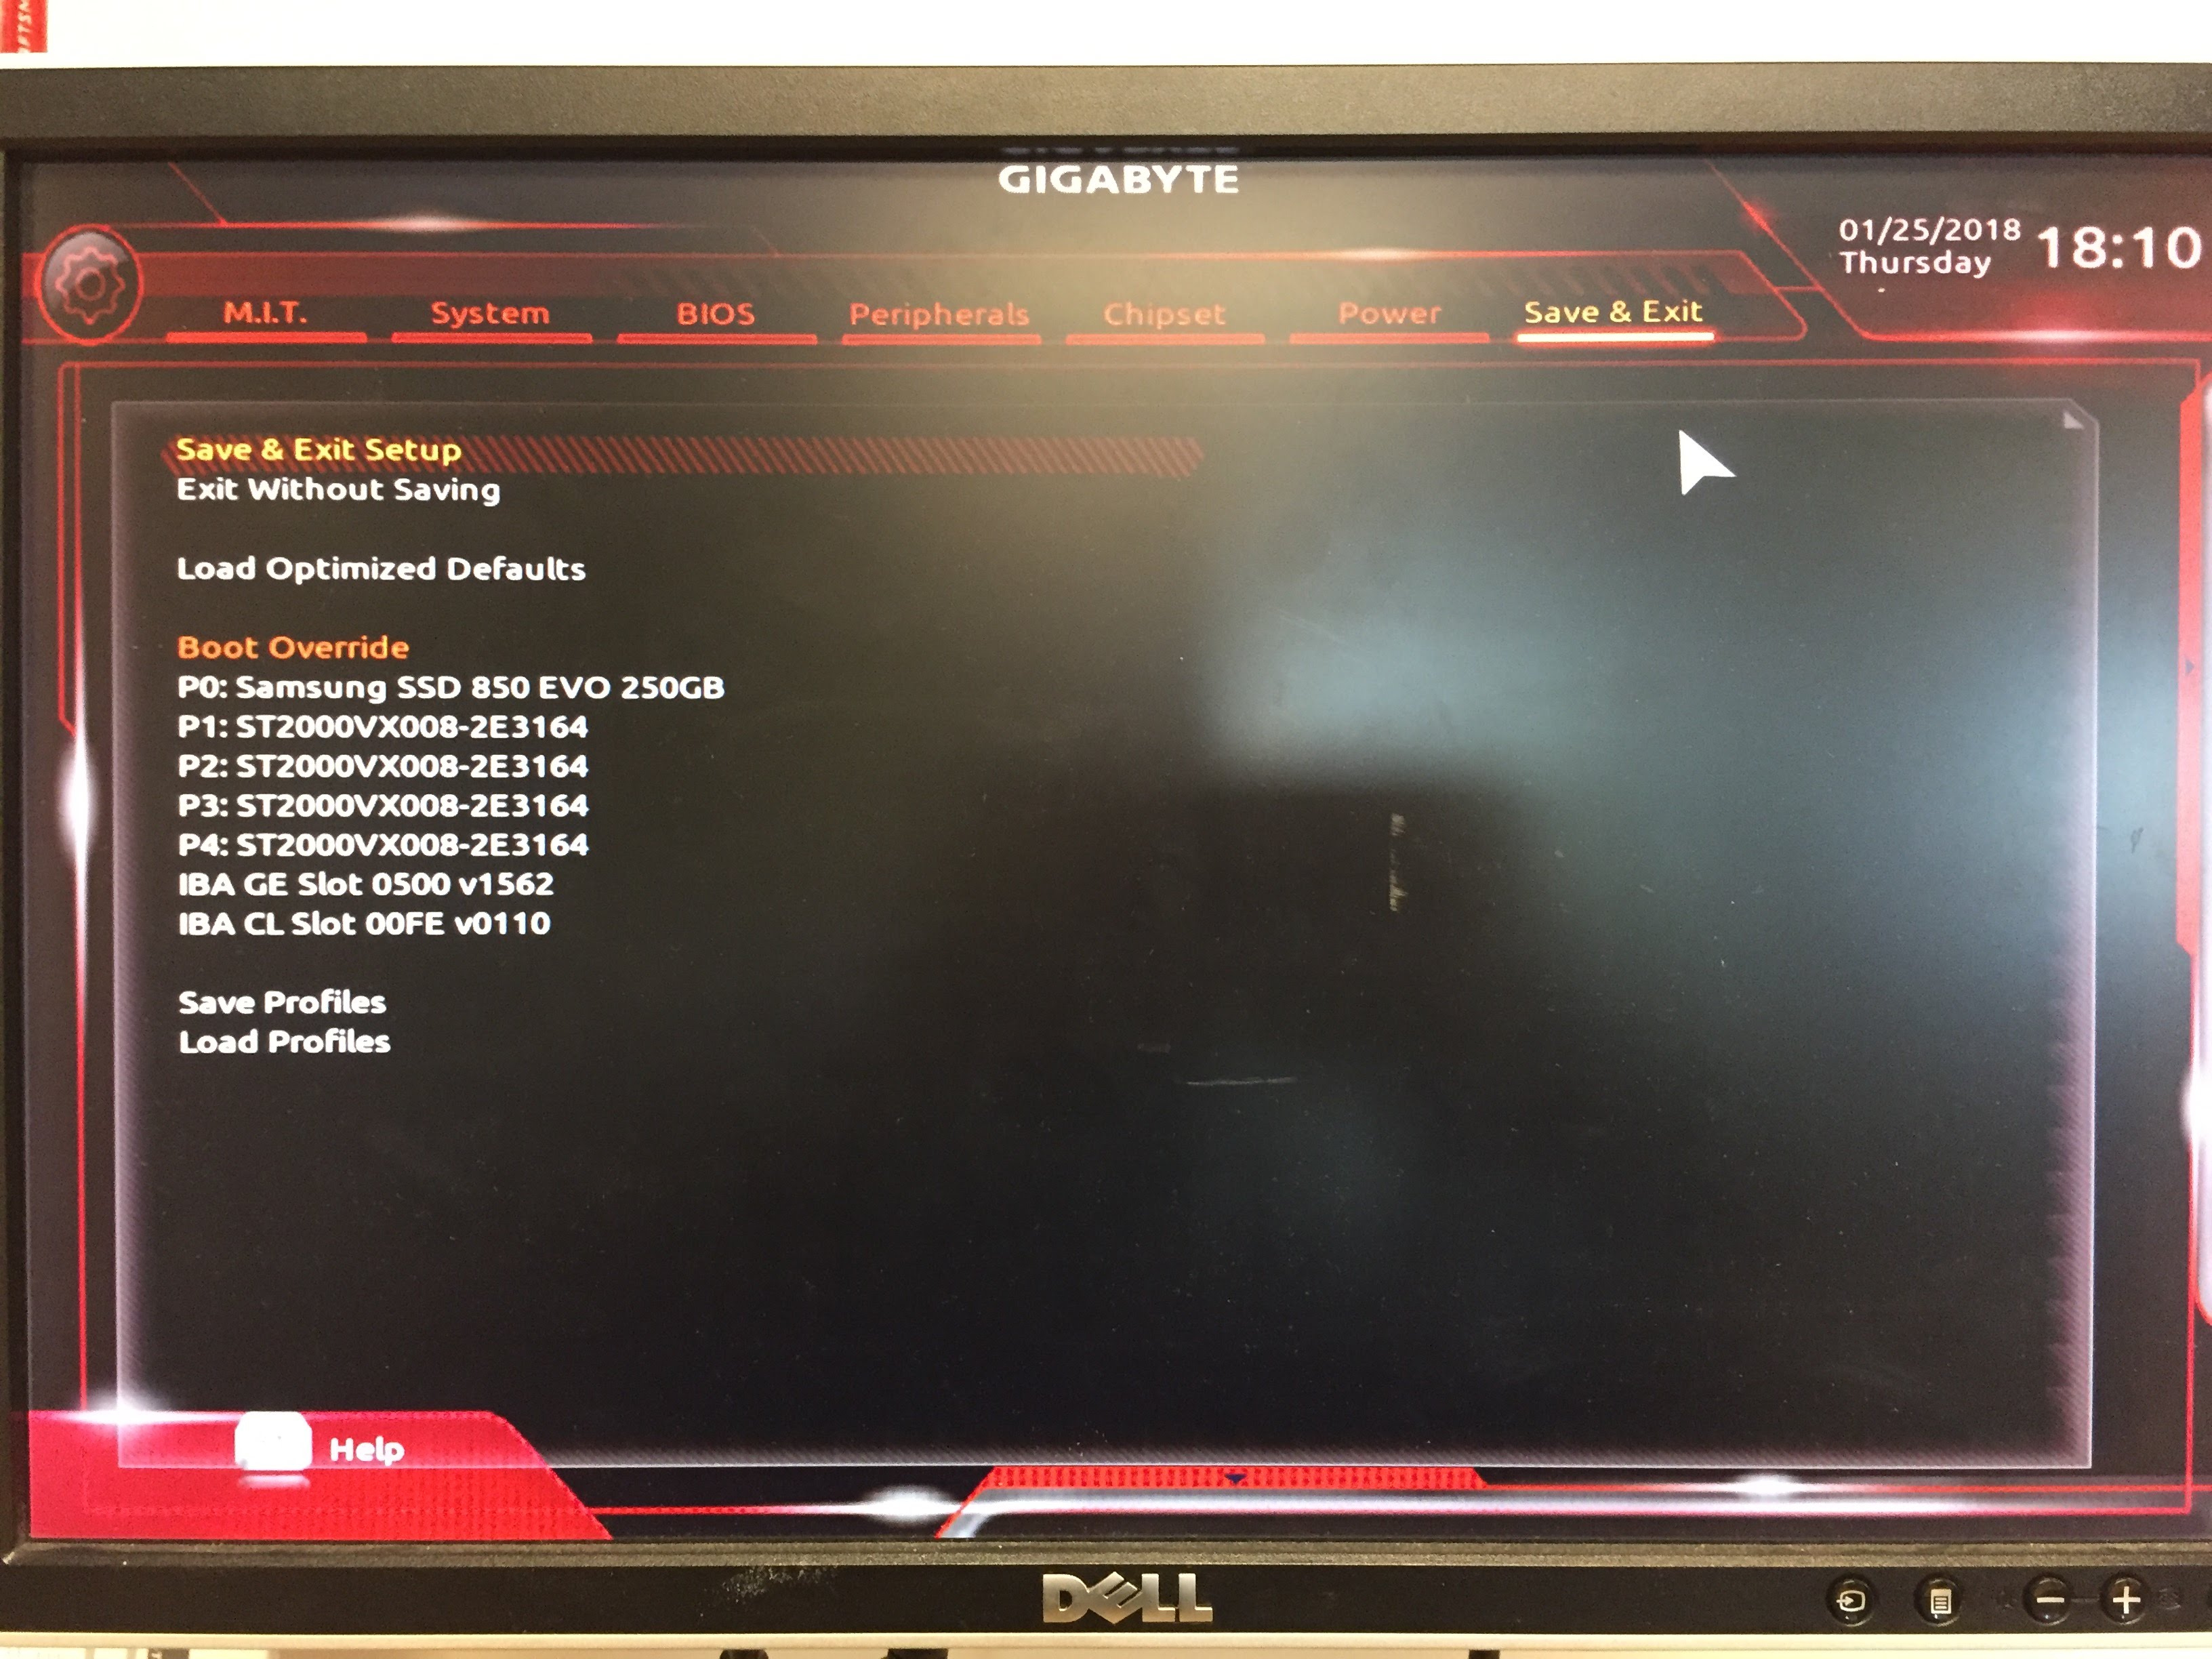 GIGABYTE
01/25/2018
Thursday
18:10
M.I.T.
System
BIOS
Peripherals
Chipset
Power
Save & Exit
Save & Exit Setup
Exit Without Saving
Load Optimized Defaults
Boot Override
P0: Samsung SSD 850 EVO 250GB
P1: ST2000VX008-2E3164
P2: ST2000VX008-2E3164
P3: ST2000VX008-2E3164
P4: ST2000VX008-2E3164
IBA GE Slot 0500 v1562
IBA CL Slot 00FE v0110
Save Profiles
Load Profiles
Help
DELL